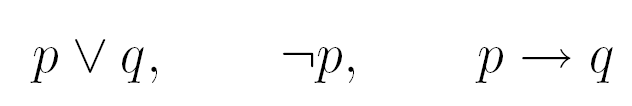 p ∨ q, ¬p, p → q